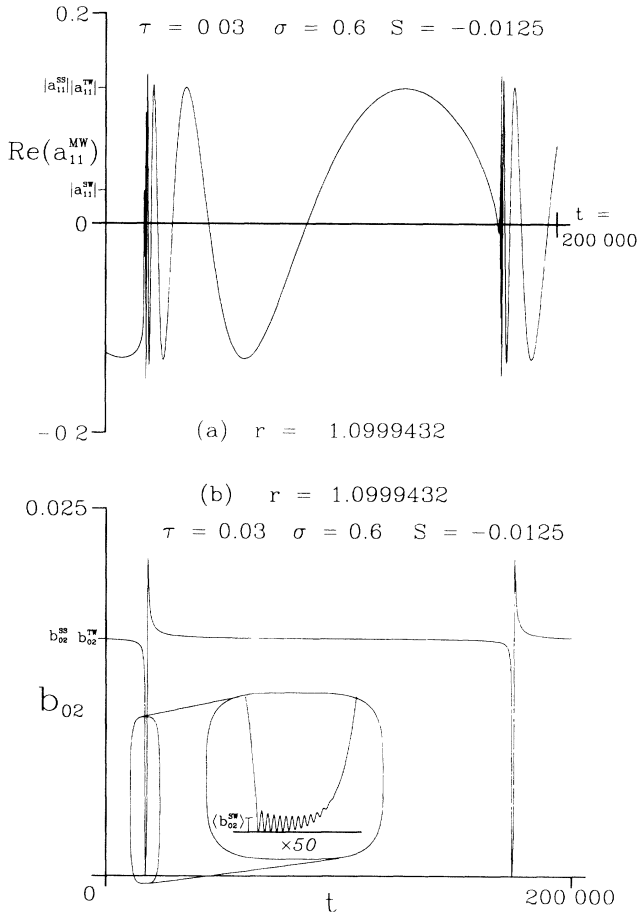 0.2
τ = 0 03 σ = 0.6 S = −0.0125
|a₁₁^SS||a₁₁^TW|
Re(a₁₁^MW)
|a₁₁^SW|
0
t =
200 000
−0 2
(a) r = 1.0999432
(b) r = 1.0999432
0.025
τ = 0.03 σ = 0.6 S = −0.0125
b₀₂^SS b₀₂^TW
b₀₂
⟨b₀₂^SW⟩
×50
0
t
200 000